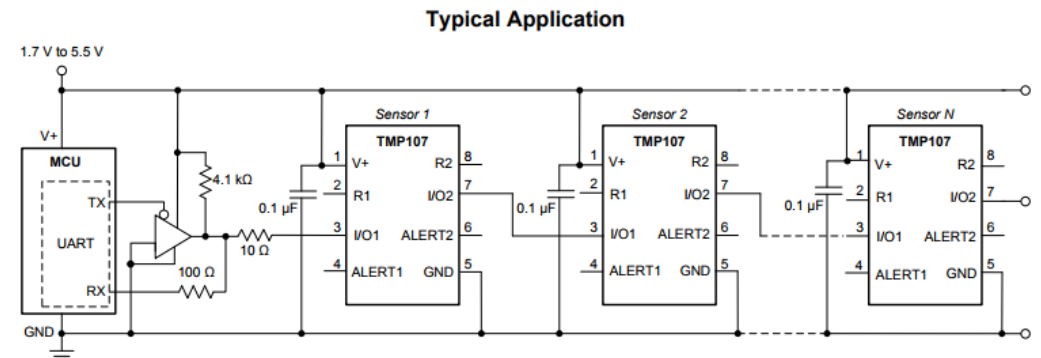 Typical Application
1.7 V to 5.5 V
V+
MCU
TX
UART
RX
GND
4.1 kΩ
10 Ω
100 Ω
Sensor 1
TMP107
0.1 µF
1 V+
2 R1
3 I/O1
4 ALERT1
R2 8
I/O2 7
ALERT2 6
GND 5
Sensor 2
TMP107
0.1 µF
1 V+
2 R1
3 I/O1
4 ALERT1
R2 8
I/O2 7
ALERT2 6
GND 5
Sensor N
TMP107
0.1 µF
1 V+
2 R1
3 I/O1
4 ALERT1
R2 8
I/O2 7
ALERT2 6
GND 5